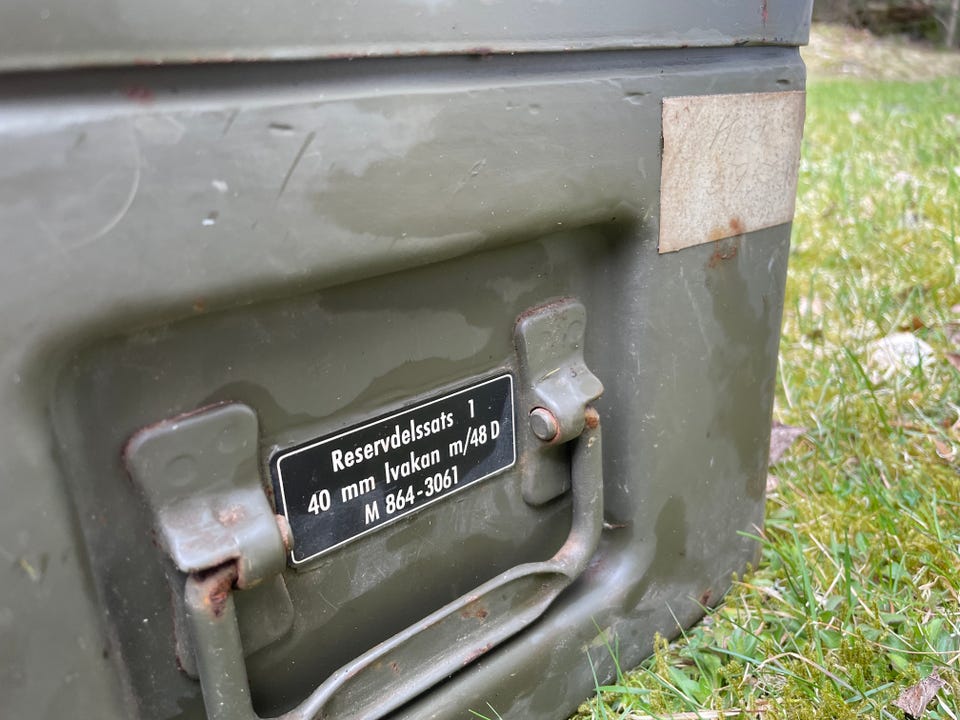 Reservdelssats 1
40 mm lvakan m/48 D
M 864-3061